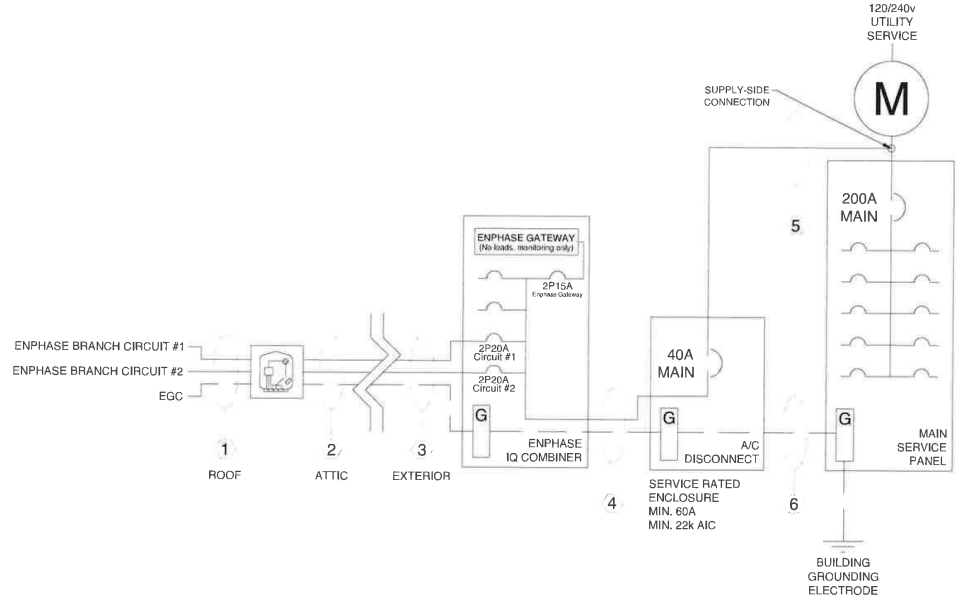 120/240v
UTILITY
SERVICE
M
SUPPLY-SIDE
CONNECTION
200A
MAIN
5
ENPHASE GATEWAY
(No loads, monitoring only)
2P15A
Enphase Gateway
ENPHASE BRANCH CIRCUIT #1
ENPHASE BRANCH CIRCUIT #2
EGC
2P20A
Circuit #1
2P20A
Circuit #2
40A
MAIN
G
G
G
ENPHASE
IQ COMBINER
A/C
DISCONNECT
MAIN
SERVICE
PANEL
1
ROOF
2
ATTIC
3
EXTERIOR
4
SERVICE RATED
ENCLOSURE
MIN. 60A
MIN. 22k AIC
6
BUILDING
GROUNDING
ELECTRODE